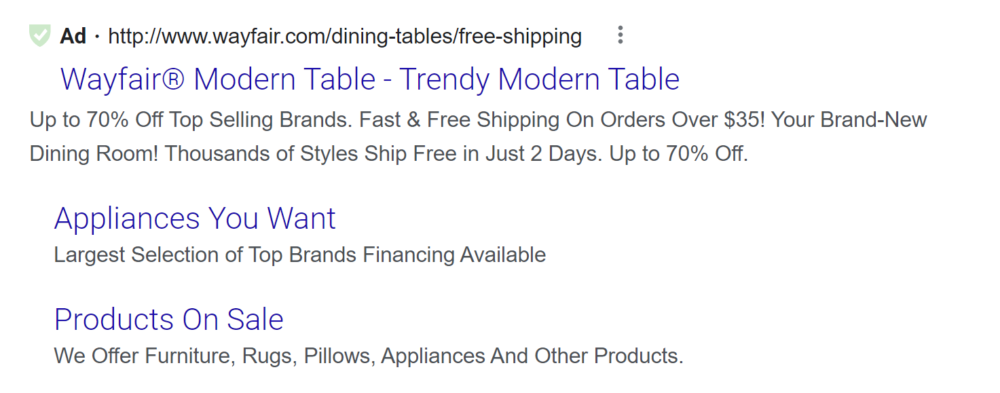 Ad · http://www.wayfair.com/dining-tables/free-shipping
Wayfair® Modern Table - Trendy Modern Table
Up to 70% Off Top Selling Brands. Fast & Free Shipping On Orders Over $35! Your Brand-New
Dining Room! Thousands of Styles Ship Free in Just 2 Days. Up to 70% Off.
Appliances You Want
Largest Selection of Top Brands Financing Available
Products On Sale
We Offer Furniture, Rugs, Pillows, Appliances And Other Products.